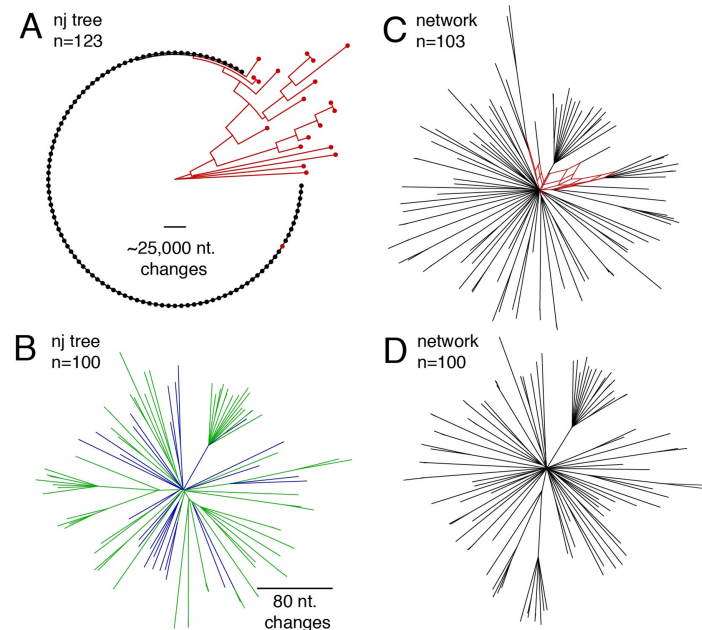 A
nj tree
n=123
~25,000 nt.
changes
B
nj tree
n=100
80 nt.
changes
C
network
n=103
D
network
n=100